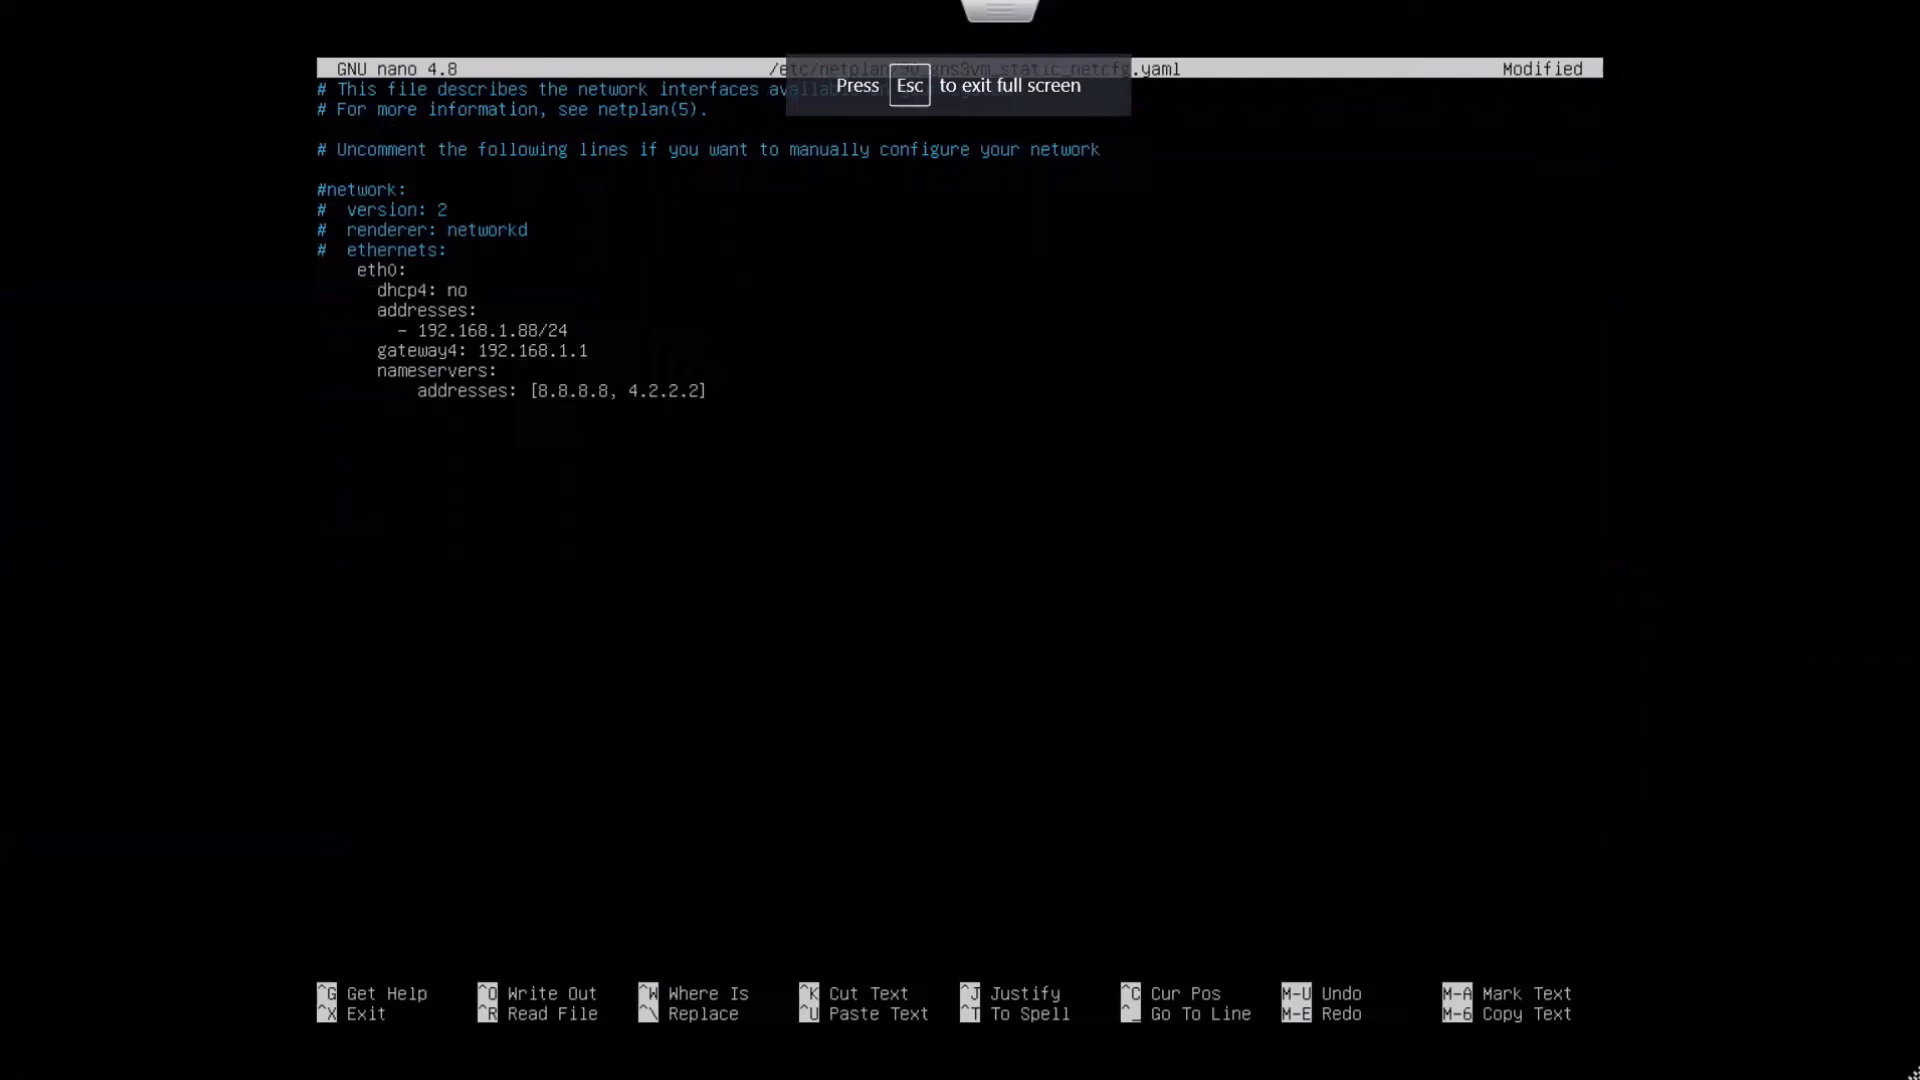 GNU nano 4.8 /etc/netplan/90_gns3vm_static_netcfg.yaml Modified
Press Esc to exit full screen
# This file describes the network interfaces
# For more information, see netplan(5).
# Uncomment the following lines if you want to manually configure your network
#network:
#  version: 2
#  renderer: networkd
#  ethernets:
    eth0:
      dhcp4: no
      addresses:
        - 192.168.1.88/24
      gateway4: 192.168.1.1
      nameservers:
          addresses: [8.8.8.8, 4.2.2.2]
^G Get Help ^O Write Out ^W Where Is ^K Cut Text ^J Justify ^C Cur Pos M-U Undo M-A Mark Text
^X Exit ^R Read File ^\ Replace ^U Paste Text ^T To Spell ^_ Go To Line M-E Redo M-6 Copy Text